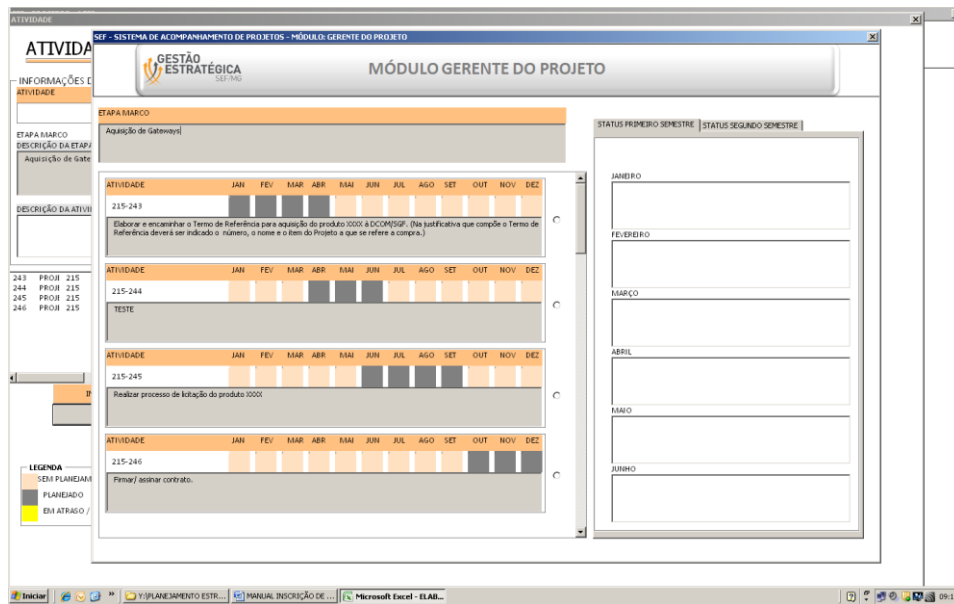 ATIVIDADE
SEF - SISTEMA DE ACOMPANHAMENTO DE PROJETOS - MÓDULO: GERENTE DO PROJETO
ATIVIDA
GESTÃO
ESTRATÉGICA
SEF/MG
MÓDULO GERENTE DO PROJETO
INFORMAÇÕES D
ATIVIDADE
ETAPA MARCO
DESCRIÇÃO DA ETAPA
Aquisição de Gate
DESCRIÇÃO DA ATIVI
243 PROJI 215
244 PROJI 215
245 PROJI 215
246 PROJI 215
LEGENDA
SEM PLANEJAM
PLANEJADO
EM ATRASO /
ETAPA MARCO
Aquisição de Gateways
ATIVIDADE JAN FEV MAR ABR MAI JUN JUL AGO SET OUT NOV DEZ
215-243
Elaborar e encaminhar o Termo de Referência para aquisição do produto XXXX à DCOM/SGF. (Na justificativa que compõe o Termo de
Referência deverá ser indicado o número, o nome e o item do Projeto a que se refere a compra.)
ATIVIDADE JAN FEV MAR ABR MAI JUN JUL AGO SET OUT NOV DEZ
215-244
TESTE
ATIVIDADE JAN FEV MAR ABR MAI JUN JUL AGO SET OUT NOV DEZ
215-245
Realizar processo de licitação do produto XXXX
ATIVIDADE JAN FEV MAR ABR MAI JUN JUL AGO SET OUT NOV DEZ
215-246
Firmar/ assinar contrato.
STATUS PRIMEIRO SEMESTRE STATUS SEGUNDO SEMESTRE
JANEIRO
FEVEREIRO
MARÇO
ABRIL
MAIO
JUNHO
Iniciar Y:\PLANEJAMENTO ESTR... MANUAL INSCRIÇÃO DE ... Microsoft Excel - ELAB... 09:1